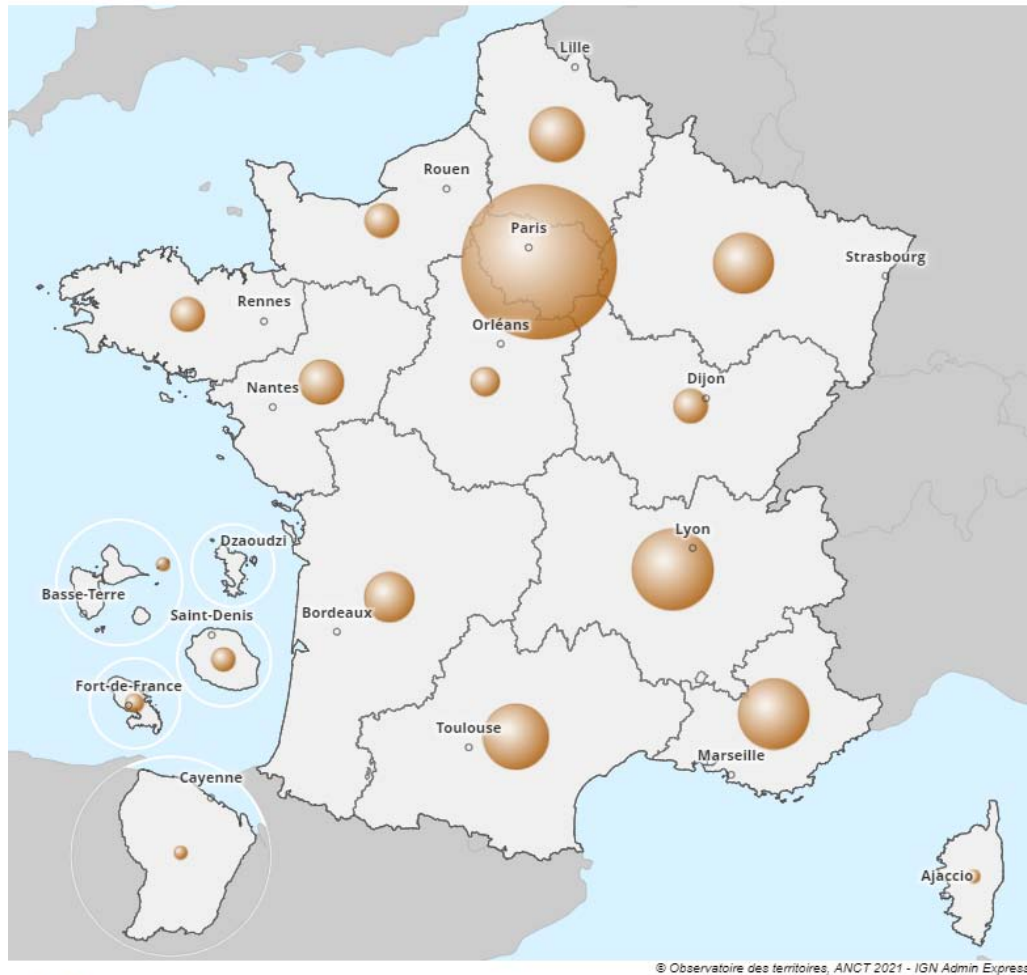 Lille
Rouen
Paris
Strasbourg
Rennes
Orléans
Nantes
Dijon
Lyon
Dzaoudzi
Basse-Terre
Saint-Denis
Bordeaux
Fort-de-France
Toulouse
Marseille
Cayenne
Ajaccio
© Observatoire des territoires, ANCT 2021 - IGN Admin Express